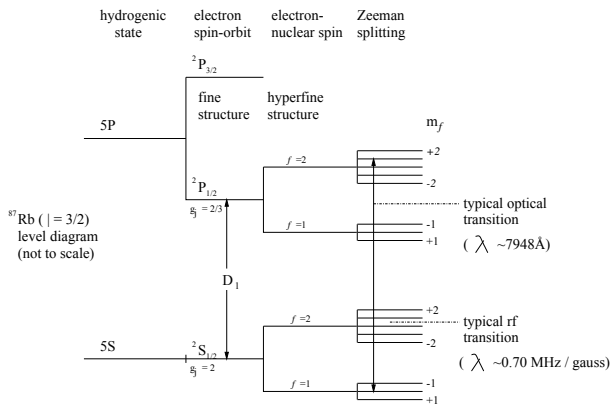 hydrogenic state
electron spin-orbit
electron-nuclear spin
Zeeman splitting
²P₃/₂
fine structure
hyperfine structure
m_f
5P
f =2
+2
-2
²P₁/₂
g_j = 2/3
f =1
-1
+1
typical optical transition
( λ ~7948Å)
⁸⁷Rb ( | = 3/2)
level diagram
(not to scale)
D₁
f =2
+2
-2
typical rf transition
( λ ~0.70 MHz / gauss)
5S
²S₁/₂
g_j = 2
f =1
-1
+1